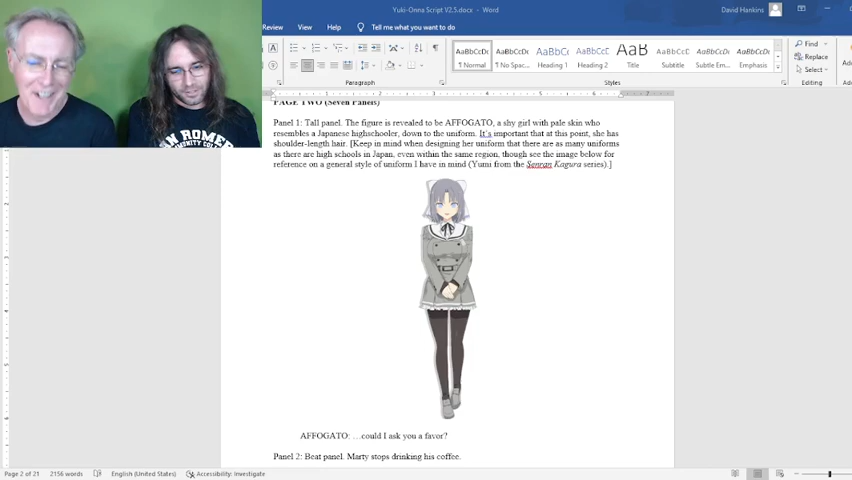 Yuki-Onna Script V2.5.docx - Word
David Hankins
Review View Help Tell me what you want to do
Find
Replace
Select
AaBbCcDc AaBbCcDc AaBbCc AaBbCcC AaB AaBbCcD AaBbCcDc AaBbCcDc
¶ Normal ¶ No Spac... Heading 1 Heading 2 Title Subtitle Subtle Em... Emphasis
Paragraph Styles Editing
PAGE TWO (Seven Panels)
Panel 1: Tall panel. The figure is revealed to be AFFOGATO, a shy girl with pale skin who
resembles a Japanese highschooler, down to the uniform. It's important that at this point, she has
shoulder-length hair. [Keep in mind when designing her uniform that there are as many uniforms
as there are high schools in Japan, even within the same region, though see the image below for
reference on a general style of uniform I have in mind (Yumi from the Senran Kagura series).]
AFFOGATO: …could I ask you a favor?
Panel 2: Beat panel. Marty stops drinking his coffee.
Page 2 of 21 2156 words English (United States) Accessibility: Investigate